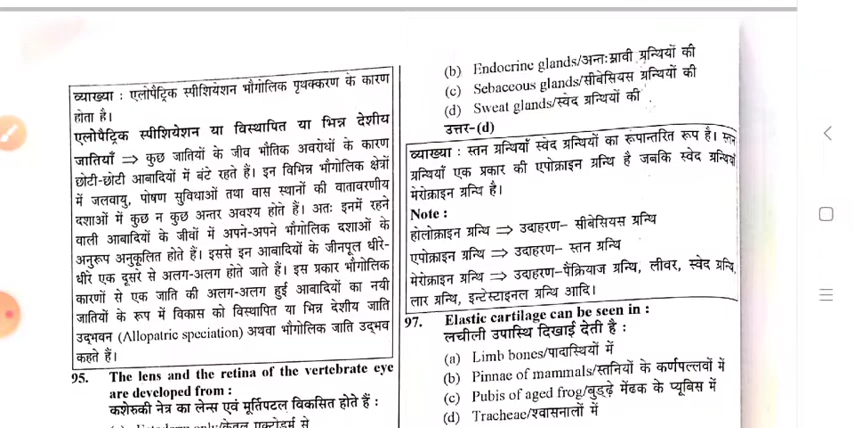 व्याख्या : एलोपैट्रिक स्पीशियेशन भौगोलिक पृथक्करण के कारण
होता है।
एलोपैट्रिक स्पीशियेशन या विस्थापित या भिन्न देशीय
जातियाँ ⇒ कुछ जातियों के जीव भौतिक अवरोधों के कारण
छोटी-छोटी आबादियों में बंटे रहते हैं। इन विभिन्न भौगोलिक क्षेत्रों
में जलवायु, पोषण सुविधाओं तथा वास स्थानों की वातावरणीय
दशाओं में कुछ न कुछ अन्तर अवश्य होते हैं। अतः इनमें रहने
वाली आबादियों के जीवों में अपने-अपने भौगोलिक दशाओं के
अनुरूप अनुकूलित होते हैं। इससे इन आबादियों के जीनपूल धीरे-
धीरे एक दूसरे से अलग-अलग होते जाते हैं। इस प्रकार भौगोलिक
कारणों से एक जाति की अलग-अलग हुई आबादियों का नयी
जातियों के रूप में विकास को विस्थापित या भिन्न देशीय जाति
उद्भवन (Allopatric speciation) अथवा भौगोलिक जाति उद्भव
कहते हैं।
95. The lens and the retina of the vertebrate eye
are developed from :
कशेरुकी नेत्र का लेन्स एवं मूर्तिपटल विकसित होते हैं :
(b) Endocrine glands/अन्तःस्रावी ग्रन्थियों की
(c) Sebaceous glands/सीबेसियस ग्रन्थियों की
(d) Sweat glands/स्वेद ग्रन्थियों की
उत्तर-(d)
व्याख्या : स्तन ग्रन्थियाँ स्वेद ग्रन्थियों का रूपान्तरित रूप है। स्तन
ग्रन्थियाँ एक प्रकार की एपोक्राइन ग्रन्थि है जबकि स्वेद ग्रन्थियाँ
मेरोक्राइन ग्रन्थि है।
Note :
होलोक्राइन ग्रन्थि ⇒ उदाहरण– सीबेसियस ग्रन्थि
एपोक्राइन ग्रन्थि ⇒ उदाहरण– स्तन ग्रन्थि
मेरोक्राइन ग्रन्थि ⇒ उदाहरण–पैंक्रियाज ग्रन्थि, लीवर, स्वेद ग्रन्थि,
लार ग्रन्थि, इन्टेस्टाइनल ग्रन्थि आदि।
97. Elastic cartilage can be seen in :
लचीली उपास्थि दिखाई देती है :
(a) Limb bones/पादास्थियों में
(b) Pinnae of mammals/स्तनियों के कर्णपल्लवों में
(c) Pubis of aged frog/बुड्ढे मेंढक के प्यूबिस में
(d) Tracheae/श्वासनालों में